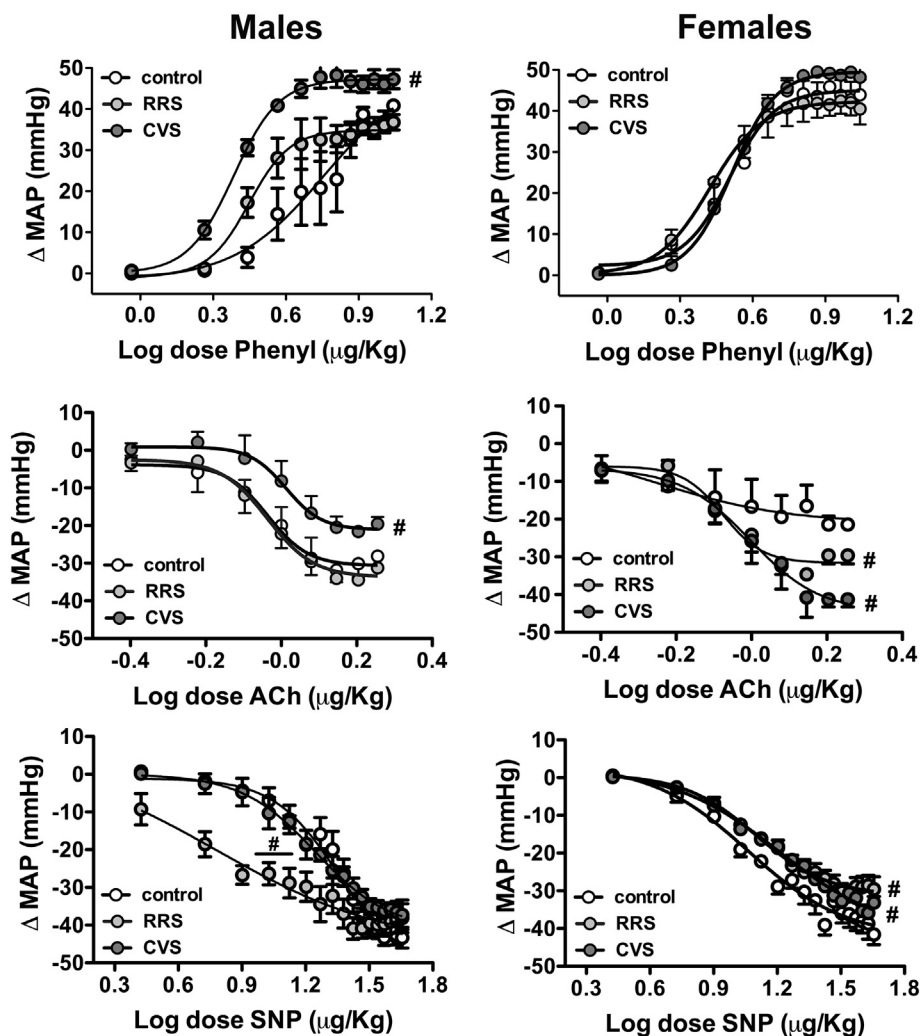 Males
Females
50
40
30
20
10
0
Δ MAP (mmHg)
control
RRS
CVS
#
0.0
0.3
0.6
0.9
1.2
Log dose Phenyl (μg/Kg)
50
40
30
20
10
0
Δ MAP (mmHg)
control
RRS
CVS
0.0
0.3
0.6
0.9
1.2
Log dose Phenyl (μg/Kg)
10
0
-10
-20
-30
-40
-50
Δ MAP (mmHg)
control
RRS
CVS
#
-0.4
-0.2
-0.0
0.2
0.4
Log dose ACh (μg/Kg)
10
0
-10
-20
-30
-40
-50
Δ MAP (mmHg)
control
RRS
CVS
#
#
-0.4
-0.2
-0.0
0.2
0.4
Log dose ACh (μg/Kg)
10
0
-10
-20
-30
-40
-50
Δ MAP (mmHg)
#
control
RRS
CVS
0.3
0.6
0.9
1.2
1.5
1.8
Log dose SNP (μg/Kg)
10
0
-10
-20
-30
-40
-50
Δ MAP (mmHg)
control
RRS
CVS
#
#
0.3
0.6
0.9
1.2
1.5
1.8
Log dose SNP (μg/Kg)